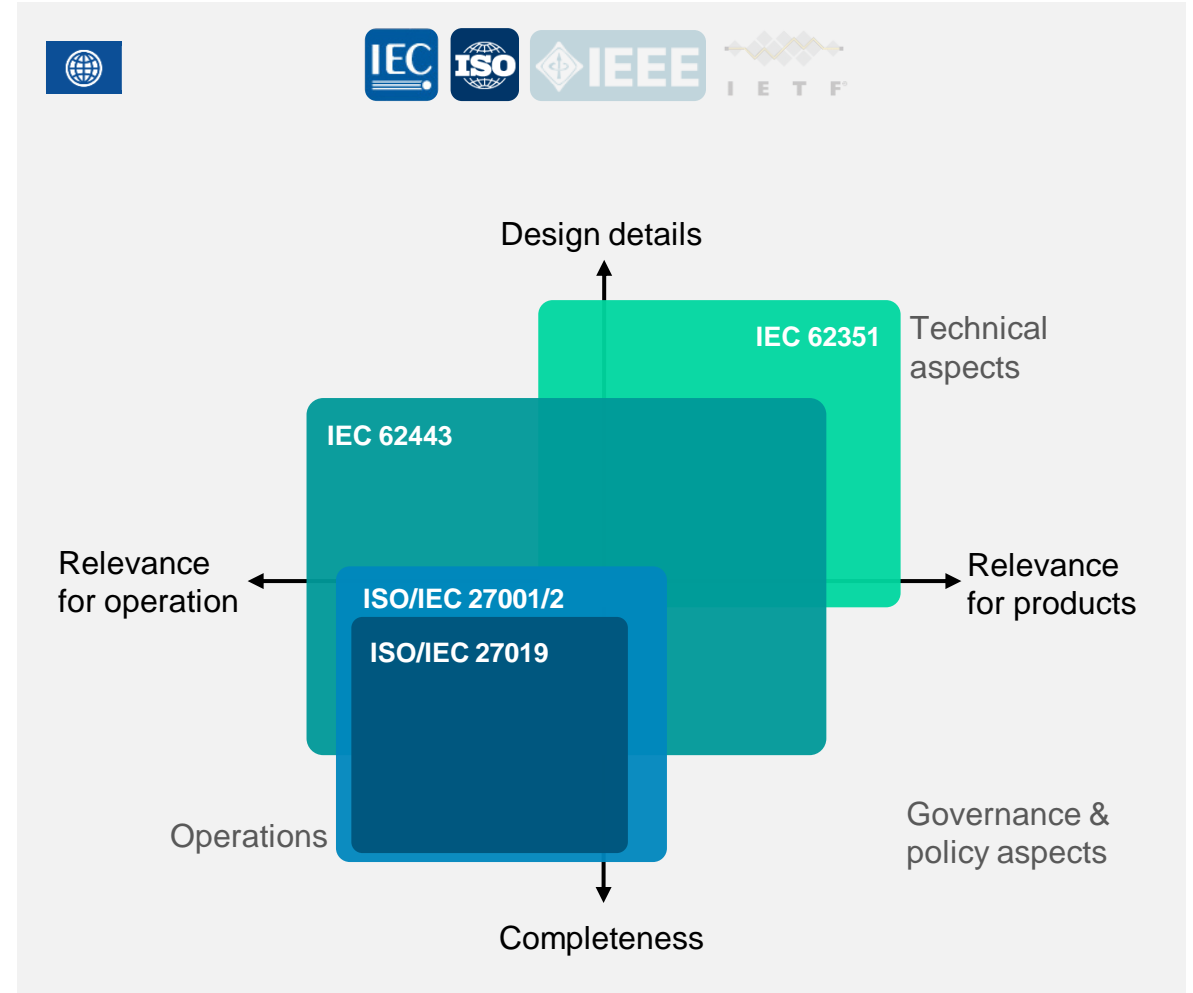 IEC ISO IEEE IETF®
Design details
IEC 62351
Technical
aspects
IEC 62443
Relevance
for operation
Relevance
for products
ISO/IEC 27001/2
ISO/IEC 27019
Operations
Governance &
policy aspects
Completeness